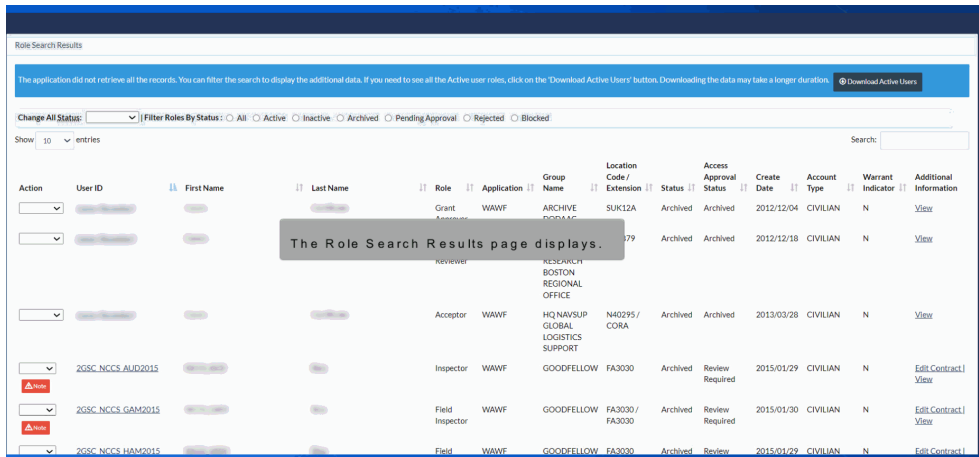 Role Search Results
The application did not retrieve all the records. You can filter the search to display the additional data. If you need to see all the Active user roles, click on the 'Download Active Users' button. Downloading the data may take a longer duration. Download Active Users
Change All Status: | Filter Roles By Status : All Active Inactive Archived Pending Approval Rejected Blocked
Show 10 entries Search:
Action User ID First Name Last Name Role Application Group Name Location Code / Extension Status Access Approval Status Create Date Account Type Warrant Indicator Additional Information
Grant Approver WAWF ARCHIVE DODAAC SUK12A Archived Archived 2012/12/04 CIVILIAN N View
The Role Search Results page displays.
Reviewer RESEARCH BOSTON REGIONAL OFFICE 379 Archived Archived 2012/12/18 CIVILIAN N View
Acceptor WAWF HQ NAVSUP GLOBAL LOGISTICS SUPPORT N40295 / CORA Archived Archived 2013/03/28 CIVILIAN N View
2GSC_NCCS_AUD2015 Inspector WAWF GOODFELLOW FA3030 Archived Review Required 2015/01/29 CIVILIAN N Edit Contract | View
Note
2GSC_NCCS_GAM2015 Field Inspector WAWF GOODFELLOW FA3030 / FA3030 Archived Review Required 2015/01/30 CIVILIAN N Edit Contract | View
Note
2GSC_NCCS_HAM2015 Field WAWF GOODFELLOW FA3030 / Archived Review 2015/01/29 CIVILIAN N Edit Contract |